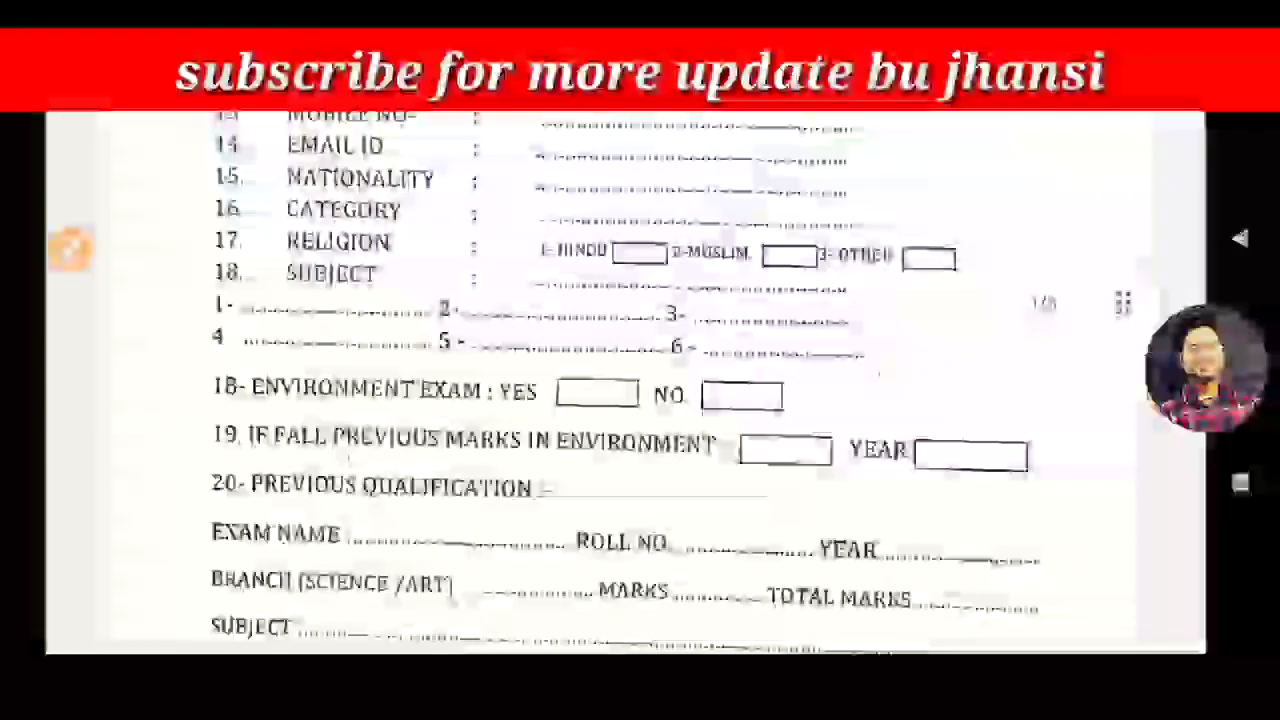 subscribe for more update bu jhansi
MOBILE NO-:
14. EMAIL ID :
15. NATIONALITY :
16. CATEGORY :
17. RELIGION : 1- HINDU 2-MUSLIM 3- OTHER
18. SUBJECT :
1- 2- 3-
4 5 - 6 -
18- ENVIRONMENT EXAM : YES NO
19. IF FALL PREVIOUS MARKS IN ENVIRONMENT YEAR
20- PREVIOUS QUALIFICATION :-
EXAM NAME ROLL NO. YEAR
BRANCH (SCIENCE /ART) MARKS TOTAL MARKS
SUBJECT